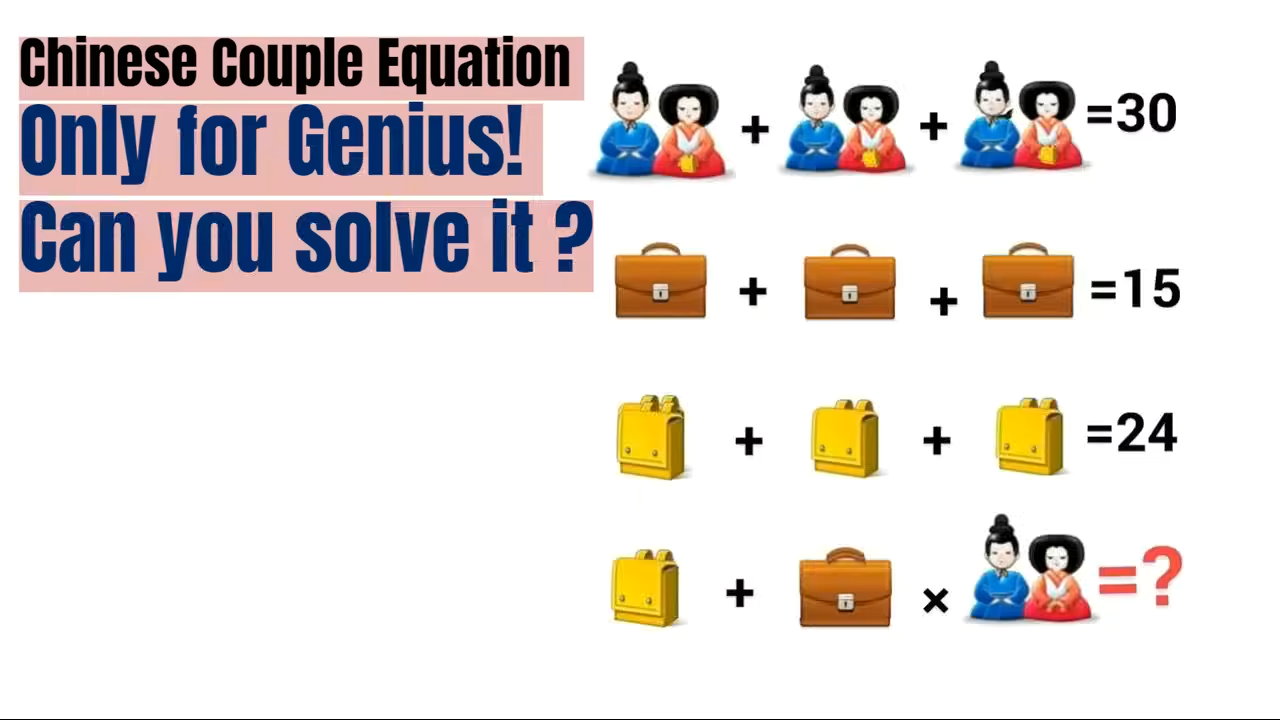 Chinese Couple Equation
Only for Genius!
Can you solve it ?
+ + =30
+ + =15
+ + =24
+ × =?